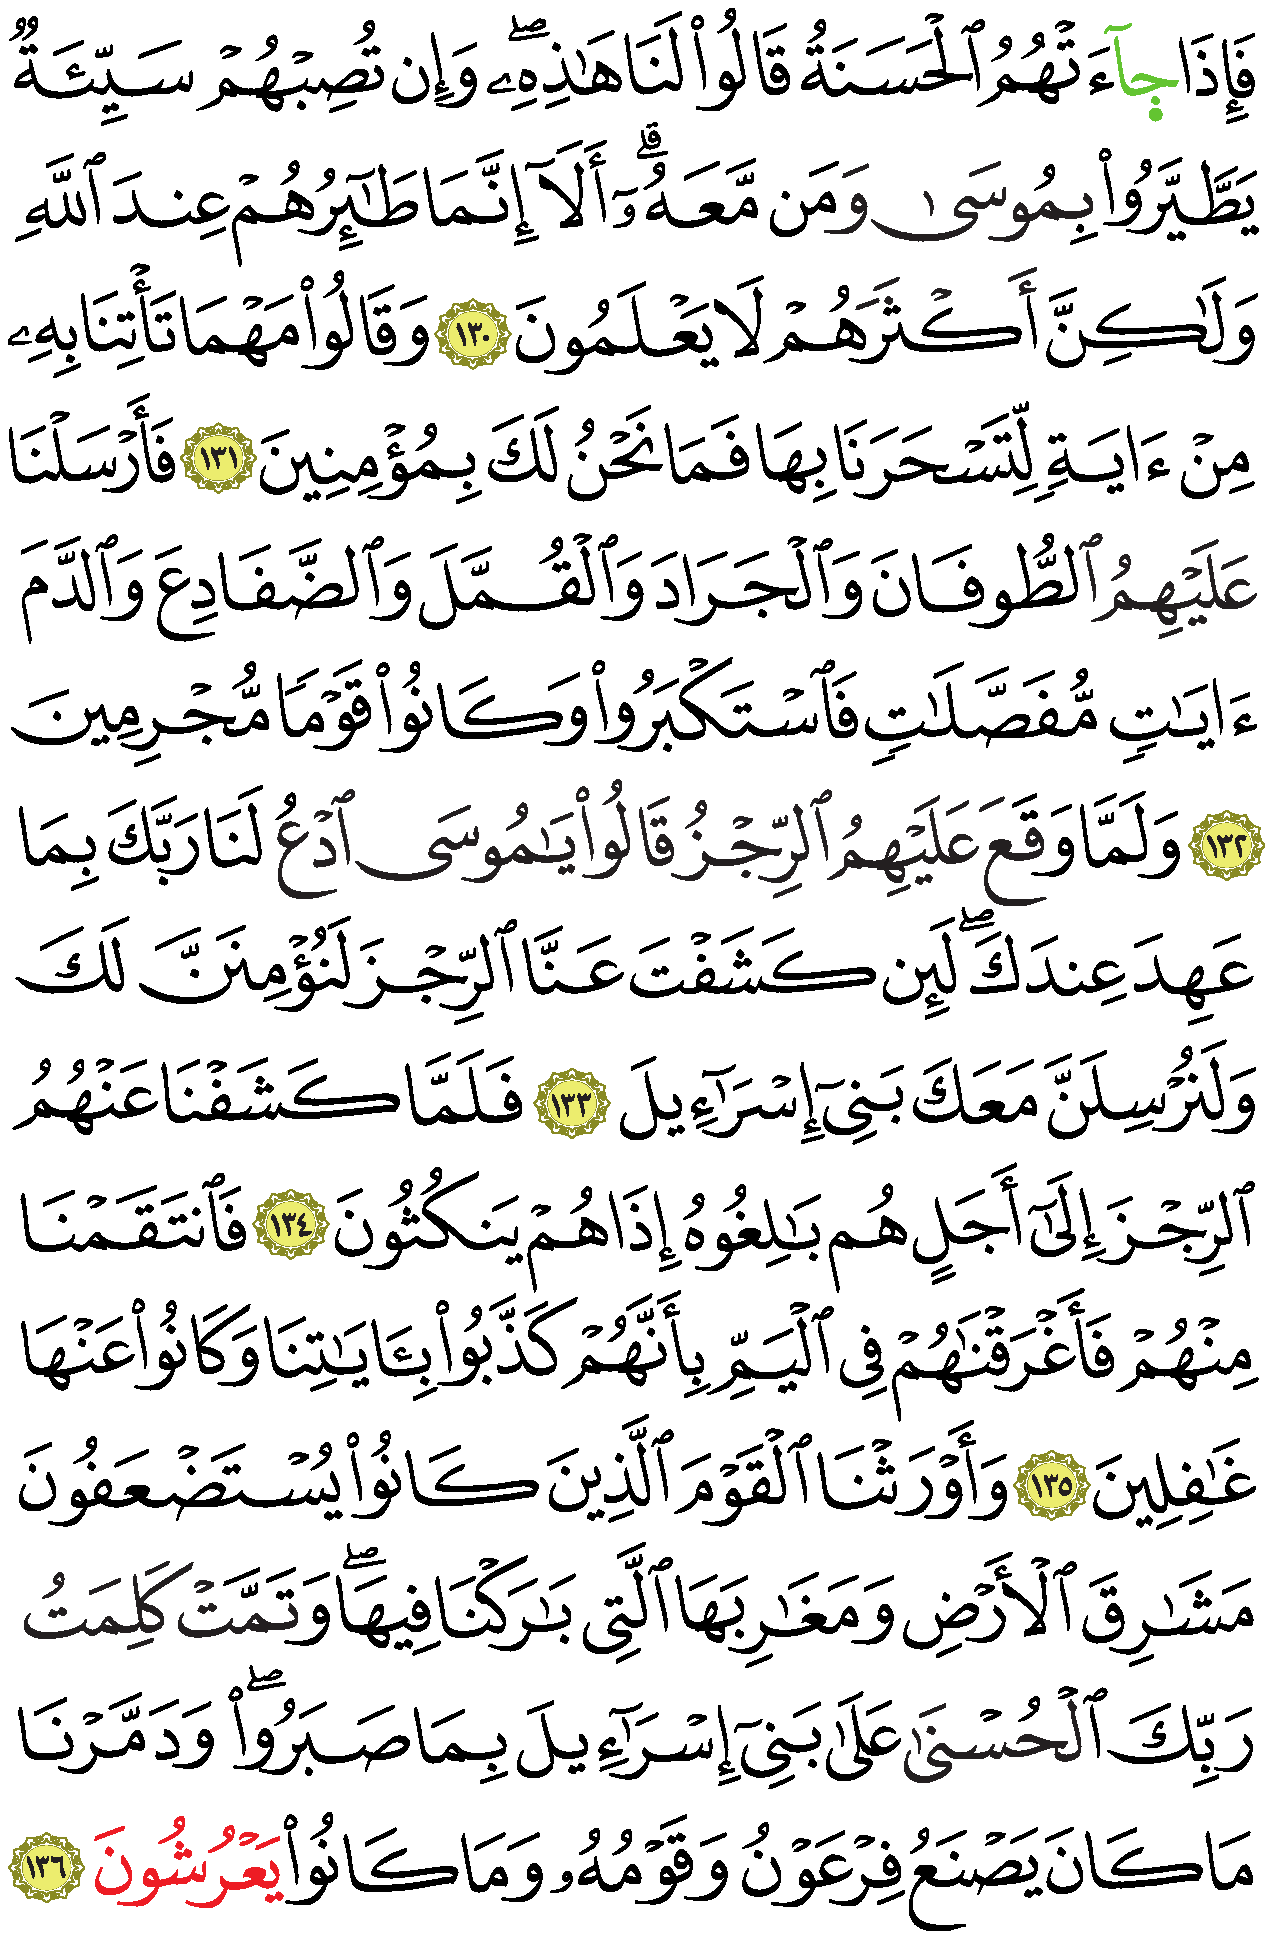 فَإِذَا جَآءَتْهُمُ ٱلْحَسَنَةُ قَالُوا۟ لَنَا هَـٰذِهِۦ ۖ وَإِن تُصِبْهُمْ سَيِّئَةٌ
يَطَّيَّرُوا۟ بِمُوسَىٰ وَمَن مَّعَهُۥٓ ۗ أَلَآ إِنَّمَا طَـٰٓئِرُهُمْ عِندَ ٱللَّهِ
وَلَـٰكِنَّ أَكْثَرَهُمْ لَا يَعْلَمُونَ ١٣٠ وَقَالُوا۟ مَهْمَا تَأْتِنَا بِهِۦ
مِنْ ءَايَةٍ لِّتَسْحَرَنَا بِهَا فَمَا نَحْنُ لَكَ بِمُؤْمِنِينَ ١٣١ فَأَرْسَلْنَا
عَلَيْهِمُ ٱلطُّوفَانَ وَٱلْجَرَادَ وَٱلْقُمَّلَ وَٱلضَّفَادِعَ وَٱلدَّمَ
ءَايَـٰتٍ مُّفَصَّلَـٰتٍ فَٱسْتَكْبَرُوا۟ وَكَانُوا۟ قَوْمًا مُّجْرِمِينَ
١٣٢ وَلَمَّا وَقَعَ عَلَيْهِمُ ٱلرِّجْزُ قَالُوا۟ يَـٰمُوسَى ٱدْعُ لَنَا رَبَّكَ بِمَا
عَهِدَ عِندَكَ ۖ لَئِن كَشَفْتَ عَنَّا ٱلرِّجْزَ لَنُؤْمِنَنَّ لَكَ
وَلَنُرْسِلَنَّ مَعَكَ بَنِىٓ إِسْرَٰٓءِيلَ ١٣٣ فَلَمَّا كَشَفْنَا عَنْهُمُ
ٱلرِّجْزَ إِلَىٰٓ أَجَلٍ هُم بَـٰلِغُوهُ إِذَا هُمْ يَنكُثُونَ ١٣٤ فَٱنتَقَمْنَا
مِنْهُمْ فَأَغْرَقْنَـٰهُمْ فِى ٱلْيَمِّ بِأَنَّهُمْ كَذَّبُوا۟ بِـَٔايَـٰتِنَا وَكَانُوا۟ عَنْهَا
غَـٰفِلِينَ ١٣٥ وَأَوْرَثْنَا ٱلْقَوْمَ ٱلَّذِينَ كَانُوا۟ يُسْتَضْعَفُونَ
مَشَـٰرِقَ ٱلْأَرْضِ وَمَغَـٰرِبَهَا ٱلَّتِى بَـٰرَكْنَا فِيهَا ۖ وَتَمَّتْ كَلِمَتُ
رَبِّكَ ٱلْحُسْنَىٰ عَلَىٰ بَنِىٓ إِسْرَٰٓءِيلَ بِمَا صَبَرُوا۟ ۖ وَدَمَّرْنَا
مَا كَانَ يَصْنَعُ فِرْعَوْنُ وَقَوْمُهُۥ وَمَا كَانُوا۟ يَعْرُشُونَ ١٣٦